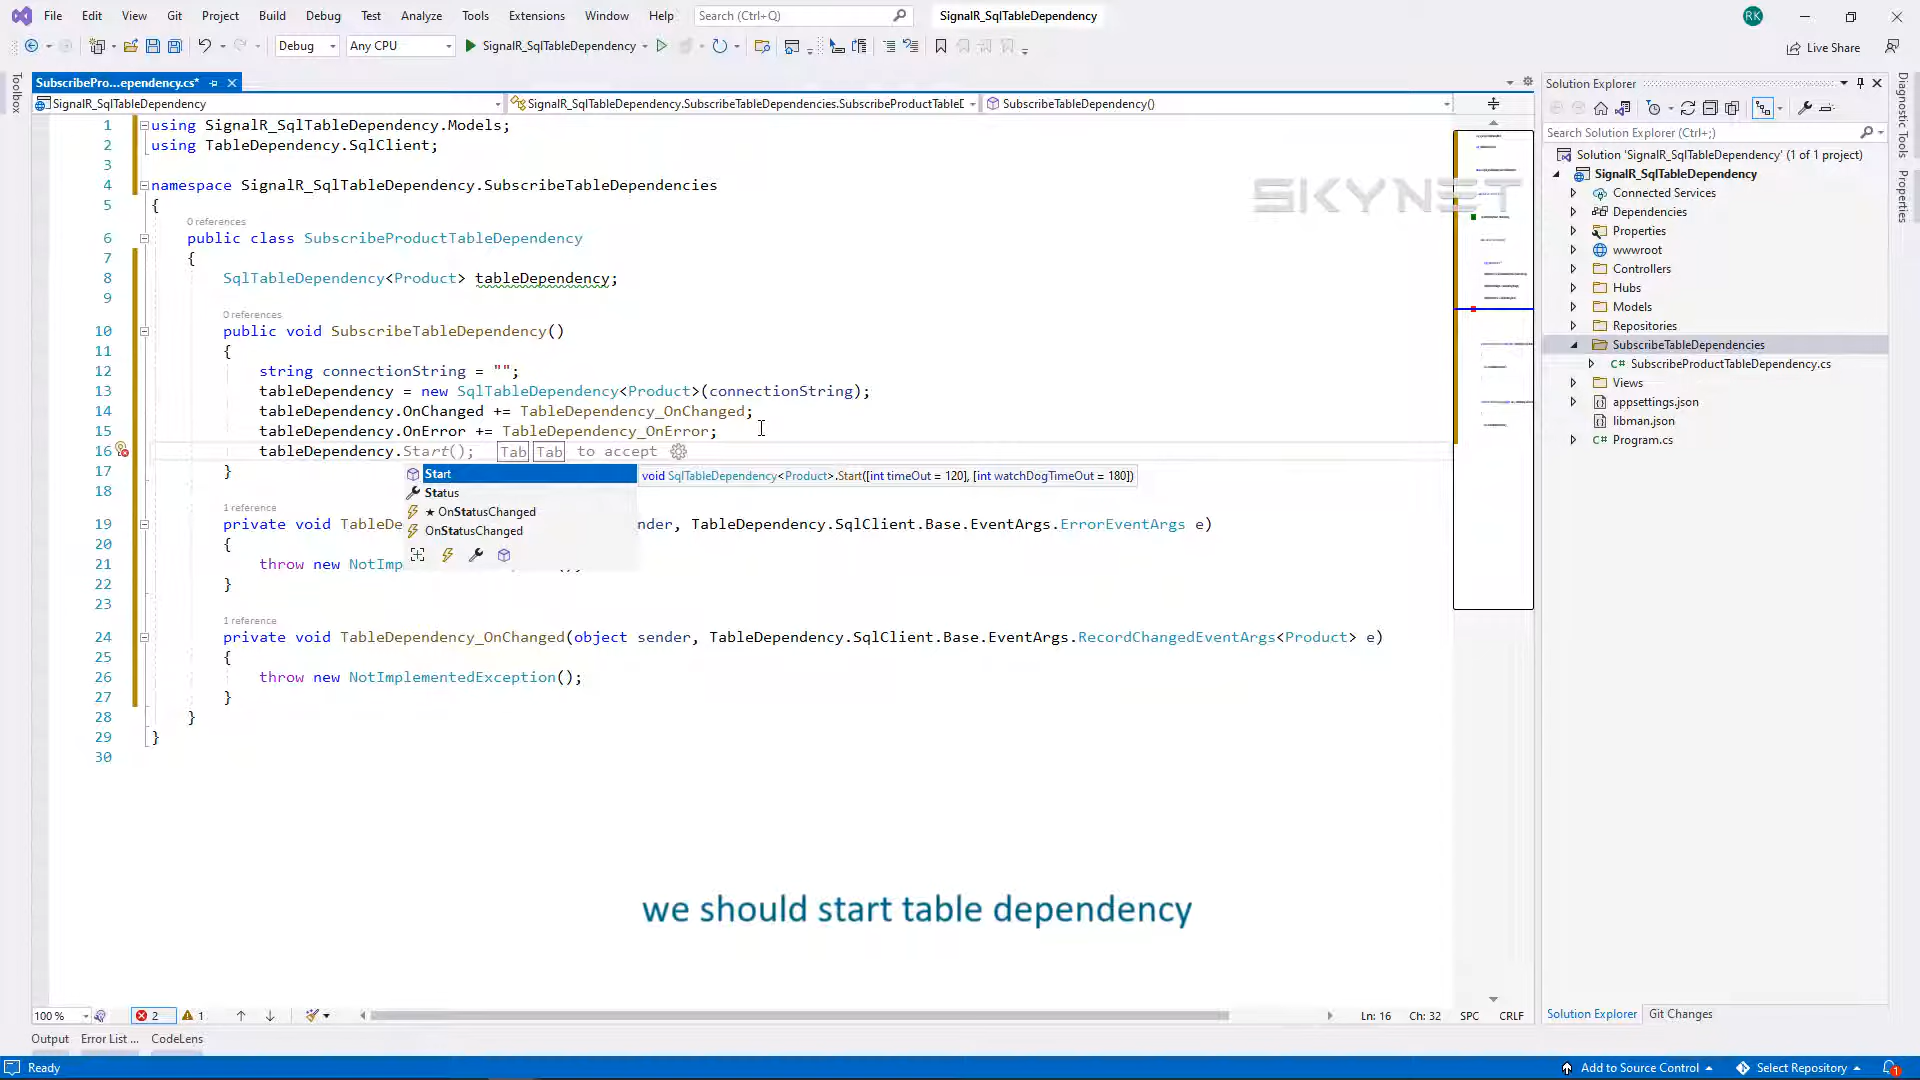 File Edit View Git Project Build Debug Test Analyze Tools Extensions Window Help Search (Ctrl+Q) SignalR_SqlTableDependency RK
Debug Any CPU SignalR_SqlTableDependency Live Share
Toolbox
SubscribePro...ependency.cs*
SignalR_SqlTableDependency SignalR_SqlTableDependency.SubscribeTableDependencies.SubscribeProductTableD SubscribeTableDependency()
1 using SignalR_SqlTableDependency.Models;
2 using TableDependency.SqlClient;
3
4 namespace SignalR_SqlTableDependency.SubscribeTableDependencies
5 {
0 references
6 public class SubscribeProductTableDependency
7 {
8 SqlTableDependency<Product> tableDependency;
9
0 references
10 public void SubscribeTableDependency()
11 {
12 string connectionString = "";
13 tableDependency = new SqlTableDependency<Product>(connectionString);
14 tableDependency.OnChanged += TableDependency_OnChanged;
15 tableDependency.OnError += TableDependency_OnError;
16 tableDependency.Start(); Tab Tab to accept
Start
void SqlTableDependency<Product>.Start([int timeOut = 120], [int watchDogTimeOut = 180])
Status
★ OnStatusChanged
OnStatusChanged
17 }
18
1 reference
19 private void TableDe nder, TableDependency.SqlClient.Base.EventArgs.ErrorEventArgs e)
20 {
21 throw new NotImp ();
22 }
23
1 reference
24 private void TableDependency_OnChanged(object sender, TableDependency.SqlClient.Base.EventArgs.RecordChangedEventArgs<Product> e)
25 {
26 throw new NotImplementedException();
27 }
28 }
29 }
30
SKYNET
we should start table dependency
100 % 2 1 Ln: 16 Ch: 32 SPC CRLF
Output Error List ... CodeLens
Solution Explorer
Search Solution Explorer (Ctrl+;)
Solution 'SignalR_SqlTableDependency' (1 of 1 project)
SignalR_SqlTableDependency
Connected Services
Dependencies
Properties
wwwroot
Controllers
Hubs
Models
Repositories
SubscribeTableDependencies
C# SubscribeProductTableDependency.cs
Views
appsettings.json
libman.json
C# Program.cs
Solution Explorer Git Changes
Diagnostic Tools
Properties
Ready Add to Source Control Select Repository 1